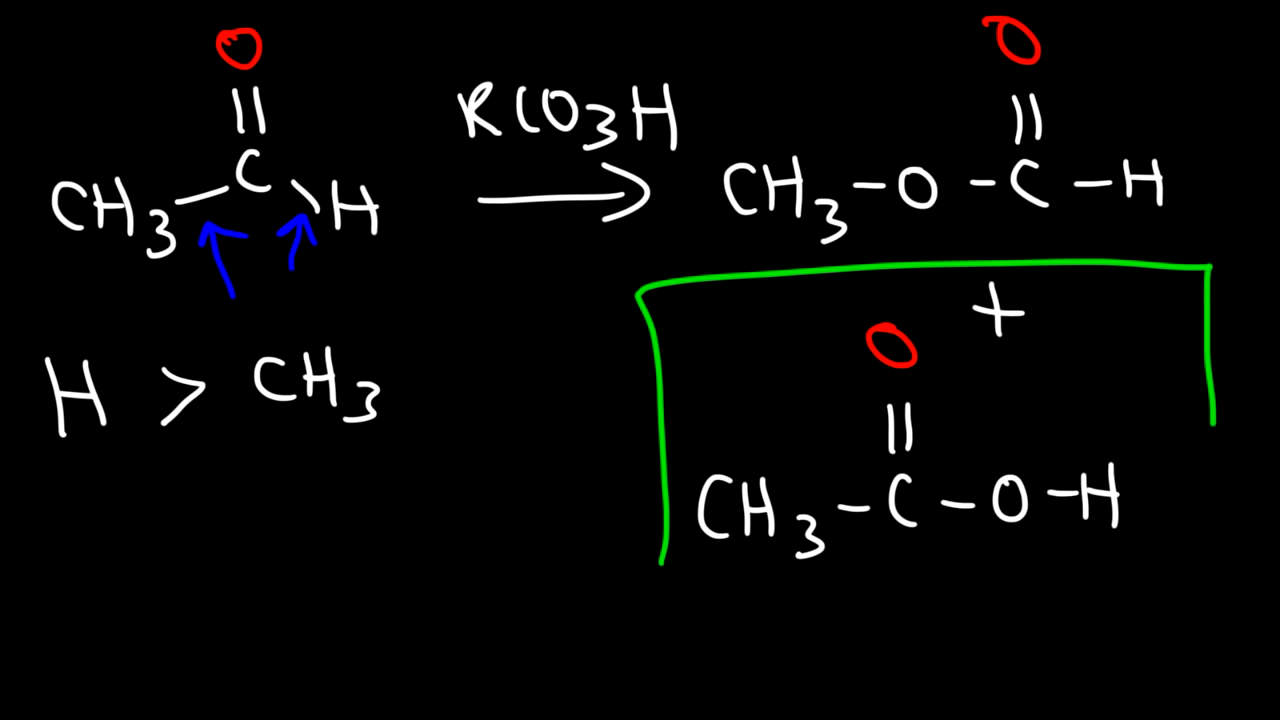 O O
|| RCO3H ||
CH3 – C – H → CH3 – O – C – H
+
O
H > CH3 ||
CH3 – C – O – H